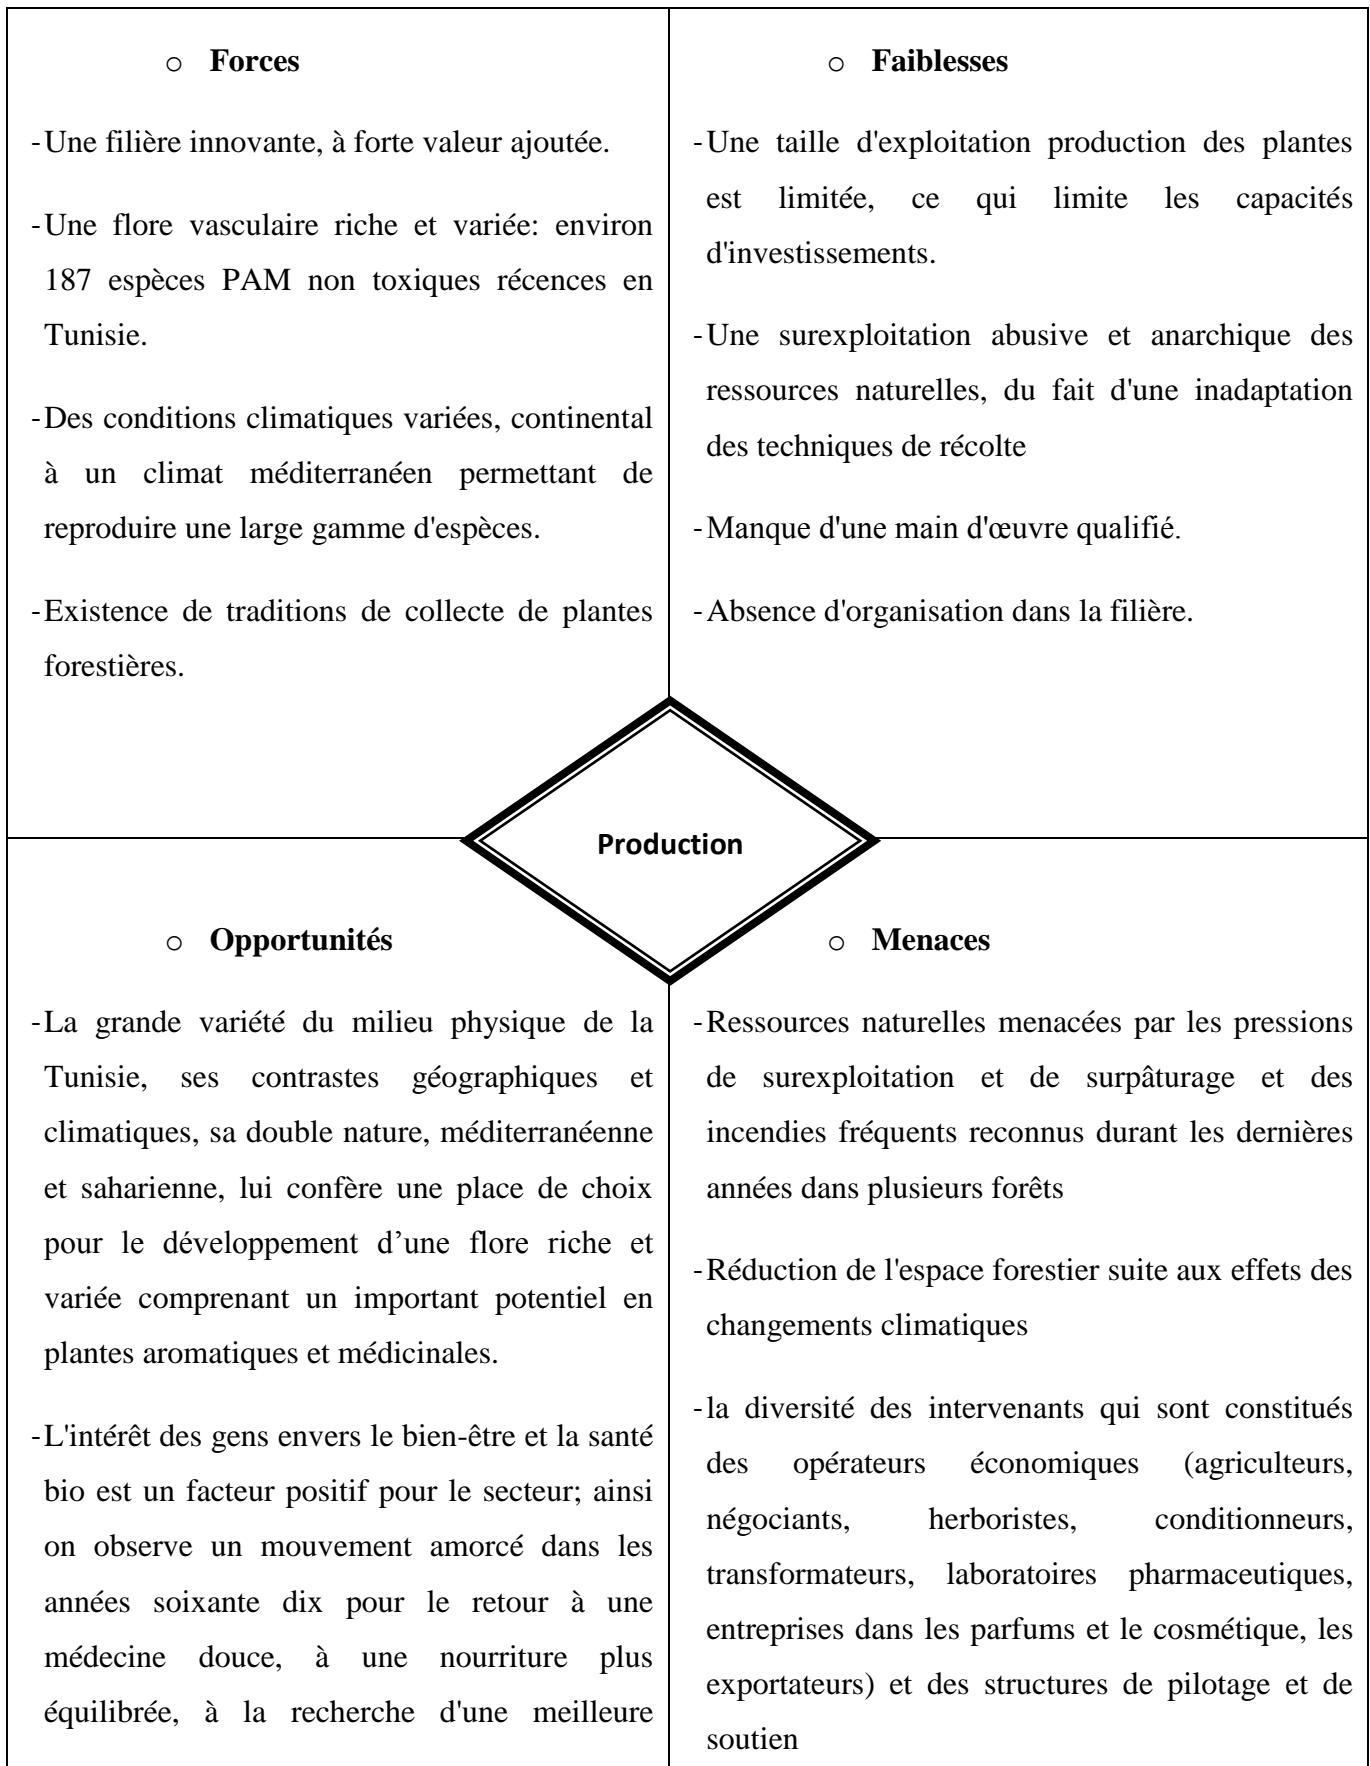 ○ Forces
-Une filière innovante, à forte valeur ajoutée.
-Une flore vasculaire riche et variée: environ
187 espèces PAM non toxiques récences en
Tunisie.
-Des conditions climatiques variées, continental
à un climat méditerranéen permettant de
reproduire une large gamme d'espèces.
-Existence de traditions de collecte de plantes
forestières.
○ Faiblesses
-Une taille d'exploitation production des plantes
est limitée, ce qui limite les capacités
d'investissements.
-Une surexploitation abusive et anarchique des
ressources naturelles, du fait d'une inadaptation
des techniques de récolte
-Manque d'une main d'œuvre qualifié.
-Absence d'organisation dans la filière.
Production
○ Opportunités
-La grande variété du milieu physique de la
Tunisie, ses contrastes géographiques et
climatiques, sa double nature, méditerranéenne
et saharienne, lui confère une place de choix
pour le développement d’une flore riche et
variée comprenant un important potentiel en
plantes aromatiques et médicinales.
-L'intérêt des gens envers le bien-être et la santé
bio est un facteur positif pour le secteur; ainsi
on observe un mouvement amorcé dans les
années soixante dix pour le retour à une
médecine douce, à une nourriture plus
équilibrée, à la recherche d'une meilleure
○ Menaces
-Ressources naturelles menacées par les pressions
de surexploitation et de surpâturage et des
incendies fréquents reconnus durant les dernières
années dans plusieurs forêts
-Réduction de l'espace forestier suite aux effets des
changements climatiques
-la diversité des intervenants qui sont constitués
des opérateurs économiques (agriculteurs,
négociants, herboristes, conditionneurs,
transformateurs, laboratoires pharmaceutiques,
entreprises dans les parfums et le cosmétique, les
exportateurs) et des structures de pilotage et de
soutien